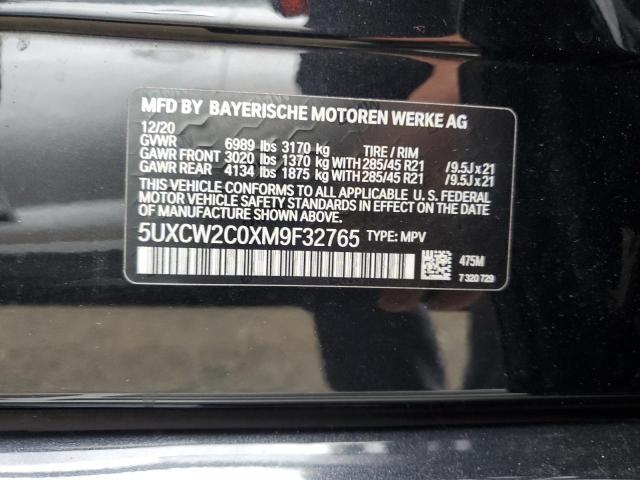 MFD BY BAYERISCHE MOTOREN WERKE AG
12/20
GVWR 6989 lbs 3170 kg TIRE / RIM
GAWR FRONT 3020 lbs 1370 kg WITH 285/45 R21 /9.5J x 21
GAWR REAR 4134 lbs 1875 kg WITH 285/45 R21 /9.5J x 21
THIS VEHICLE CONFORMS TO ALL APPLICABLE U. S. FEDERAL
MOTOR VEHICLE SAFETY STANDARDS
IN EFFECT ON THE DATE OF MANUFACTURE SHOWN ABOVE.
5UXCW2C0XM9F32765 TYPE: MPV
475M
7 320 729